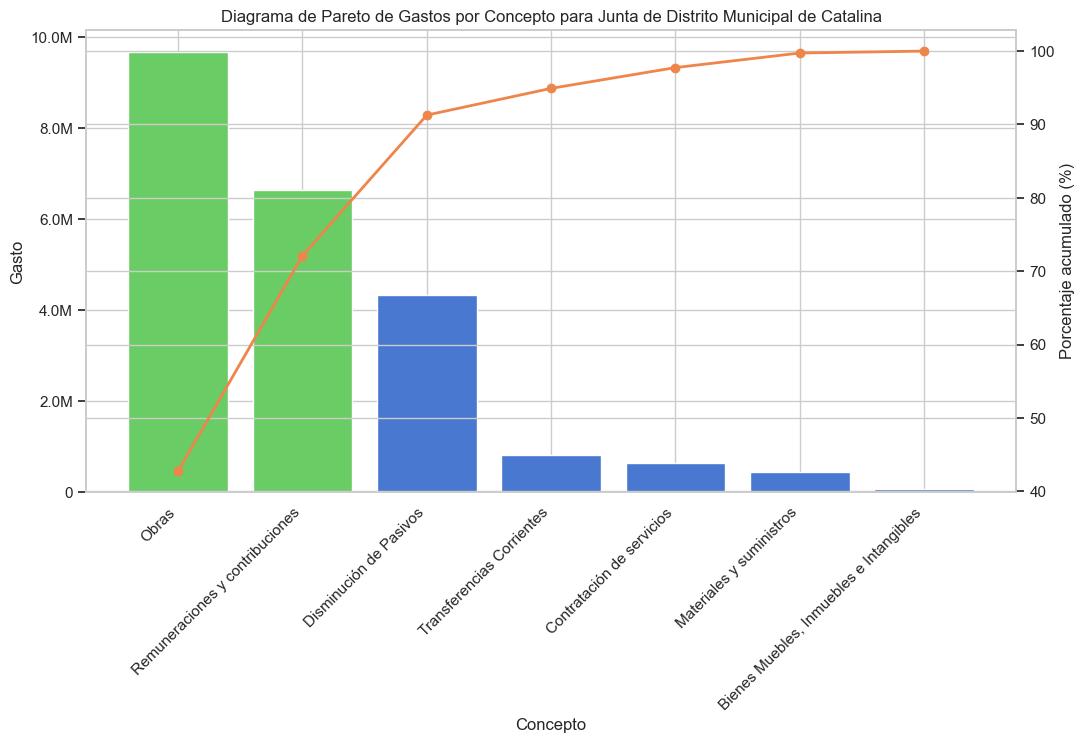 Diagrama de Pareto de Gastos por Concepto para Junta de Distrito Municipal de Catalina
10.0M
8.0M
6.0M
4.0M
2.0M
0
Gasto
100
90
80
70
60
50
40
Porcentaje acumulado (%)
Obras
Remuneraciones y contribuciones
Disminución de Pasivos
Transferencias Corrientes
Contratación de servicios
Materiales y suministros
Bienes Muebles, Inmuebles e Intangibles
Concepto